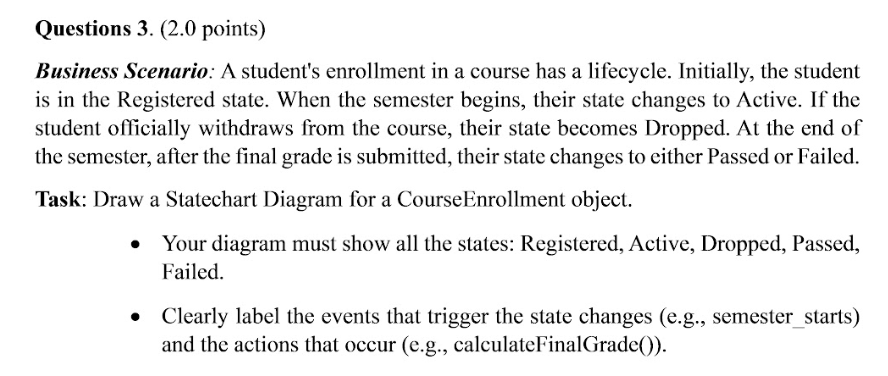 Questions 3. (2.0 points)
Business Scenario: A student's enrollment in a course has a lifecycle. Initially, the student
is in the Registered state. When the semester begins, their state changes to Active. If the
student officially withdraws from the course, their state becomes Dropped. At the end of
the semester, after the final grade is submitted, their state changes to either Passed or Failed.
Task: Draw a Statechart Diagram for a CourseEnrollment object.
• Your diagram must show all the states: Registered, Active, Dropped, Passed,
Failed.
• Clearly label the events that trigger the state changes (e.g., semester_starts)
and the actions that occur (e.g., calculateFinalGrade()).